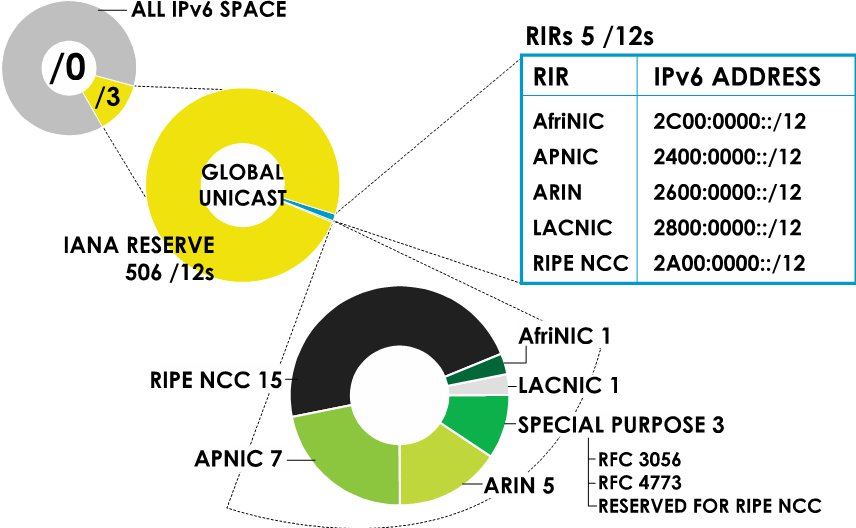 ALL IPv6 SPACE
/0
/3
RIRs 5 /12s
RIR IPv6 ADDRESS
AfriNIC 2C00:0000::/12
APNIC 2400:0000::/12
ARIN 2600:0000::/12
LACNIC 2800:0000::/12
RIPE NCC 2A00:0000::/12
GLOBAL
UNICAST
IANA RESERVE
506 /12s
AfriNIC 1
RIPE NCC 15
LACNIC 1
SPECIAL PURPOSE 3
RFC 3056
RFC 4773
RESERVED FOR RIPE NCC
APNIC 7
ARIN 5